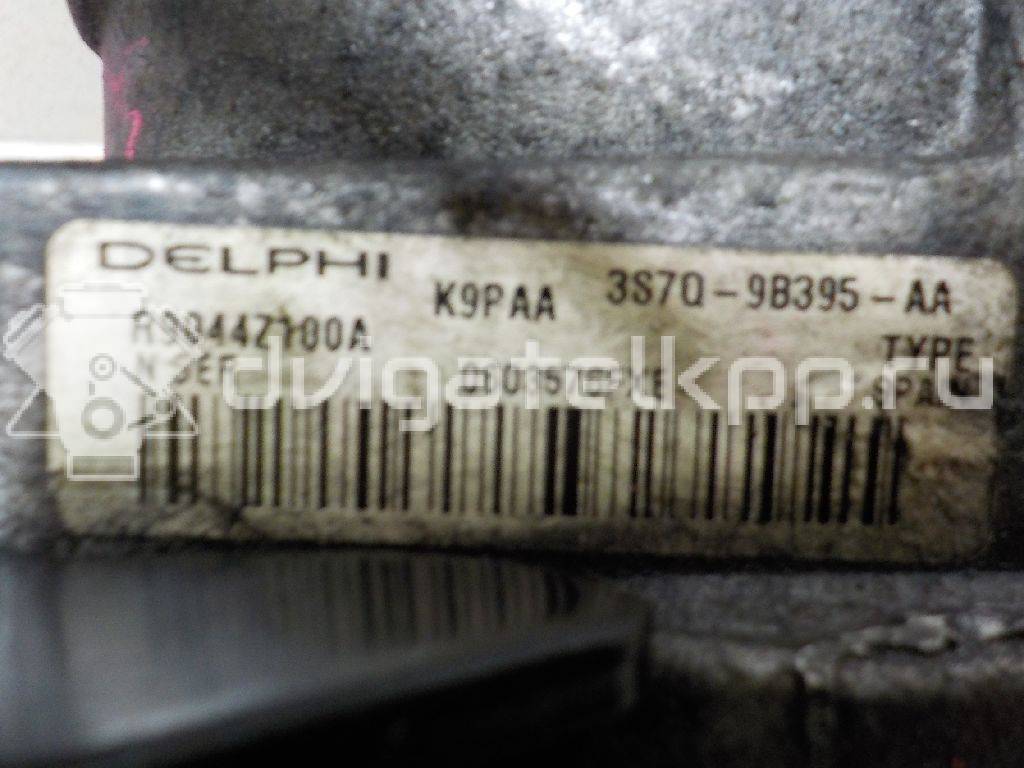 DELPHI
K9PAA 3S7Q-9B395-AA
R9044Z100A
TYPE
dvigatelkpp.ru